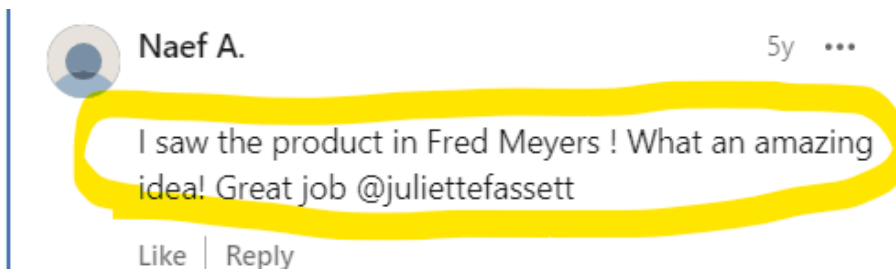 Naef A.
5y •••
I saw the product in Fred Meyers ! What an amazing
idea! Great job @juliettefassett
Like | Reply